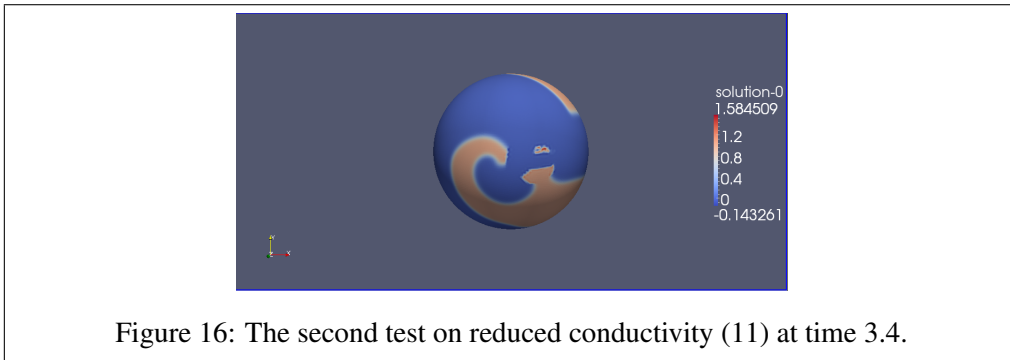 solution-0
1.584509
1.2
0.8
0.4
0
-0.143261
Y
X
Figure 16: The second test on reduced conductivity (11) at time 3.4.